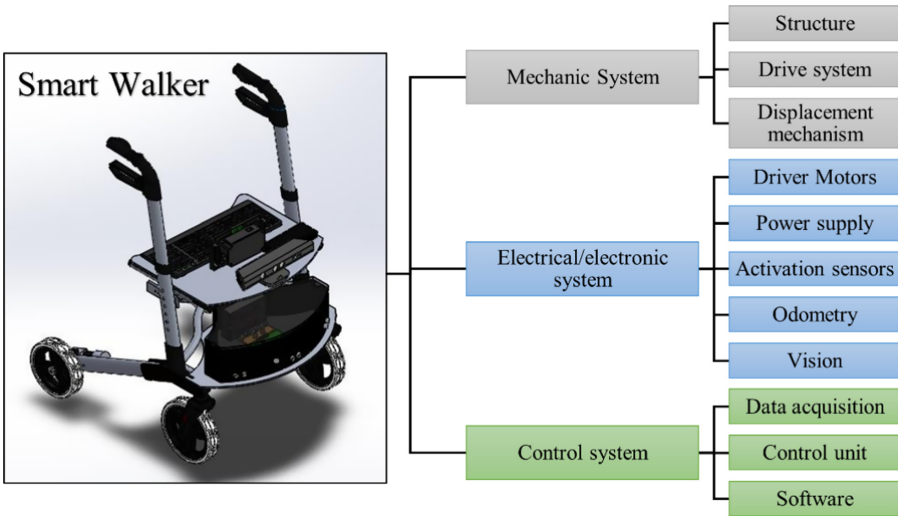 Smart Walker
Mechanic System
Structure
Drive system
Displacement
mechanism
Electrical/electronic
system
Driver Motors
Power supply
Activation sensors
Odometry
Vision
Control system
Data acquisition
Control unit
Software